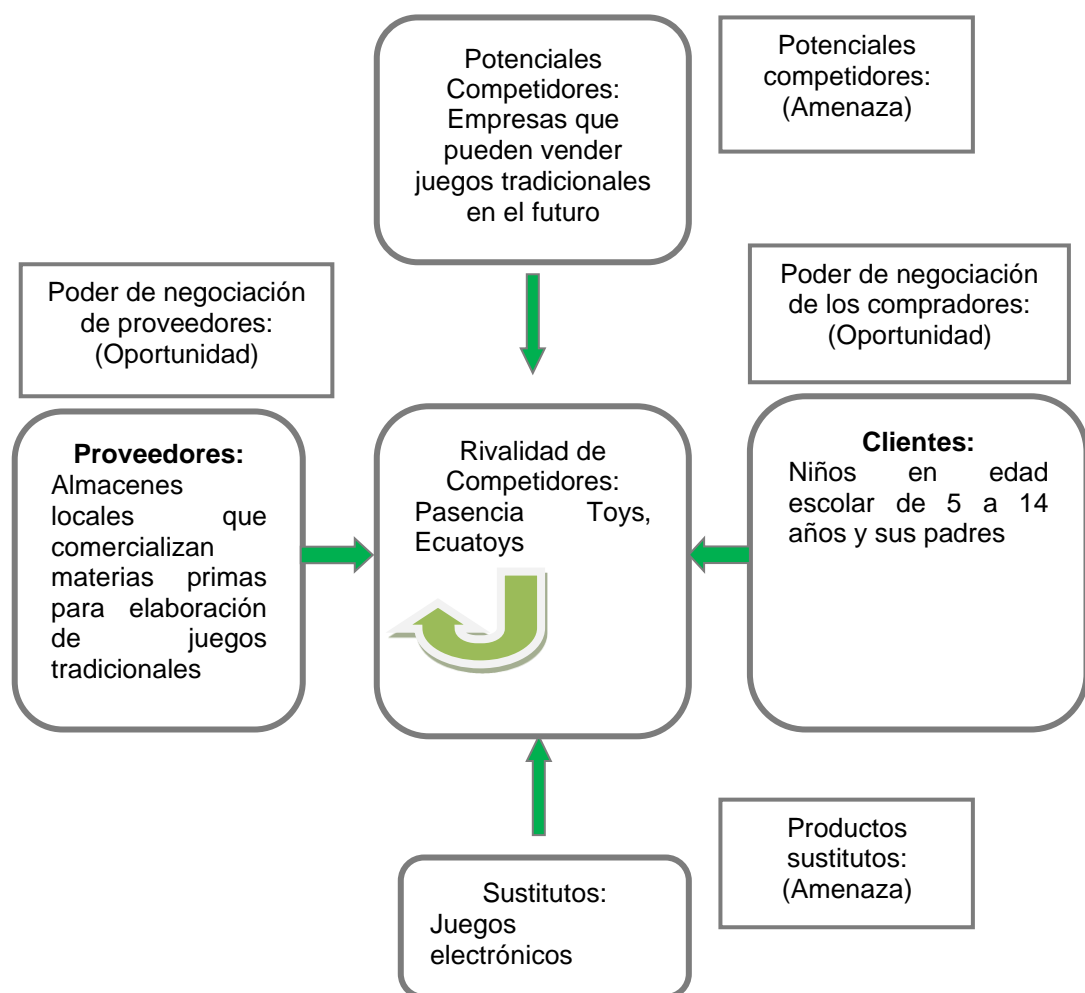 Potenciales
Competidores:
Empresas que
pueden vender
juegos tradicionales
en el futuro
Potenciales
competidores:
(Amenaza)
Poder de negociación
de proveedores:
(Oportunidad)
Poder de negociación
de los compradores:
(Oportunidad)
Proveedores:
Almacenes
locales que
comercializan
materias primas
para elaboración
de juegos
tradicionales
Rivalidad de
Competidores:
Pasencia Toys,
Ecuatoys
Clientes:
Niños en edad
escolar de 5 a 14
años y sus padres
Sustitutos:
Juegos
electrónicos
Productos
sustitutos:
(Amenaza)